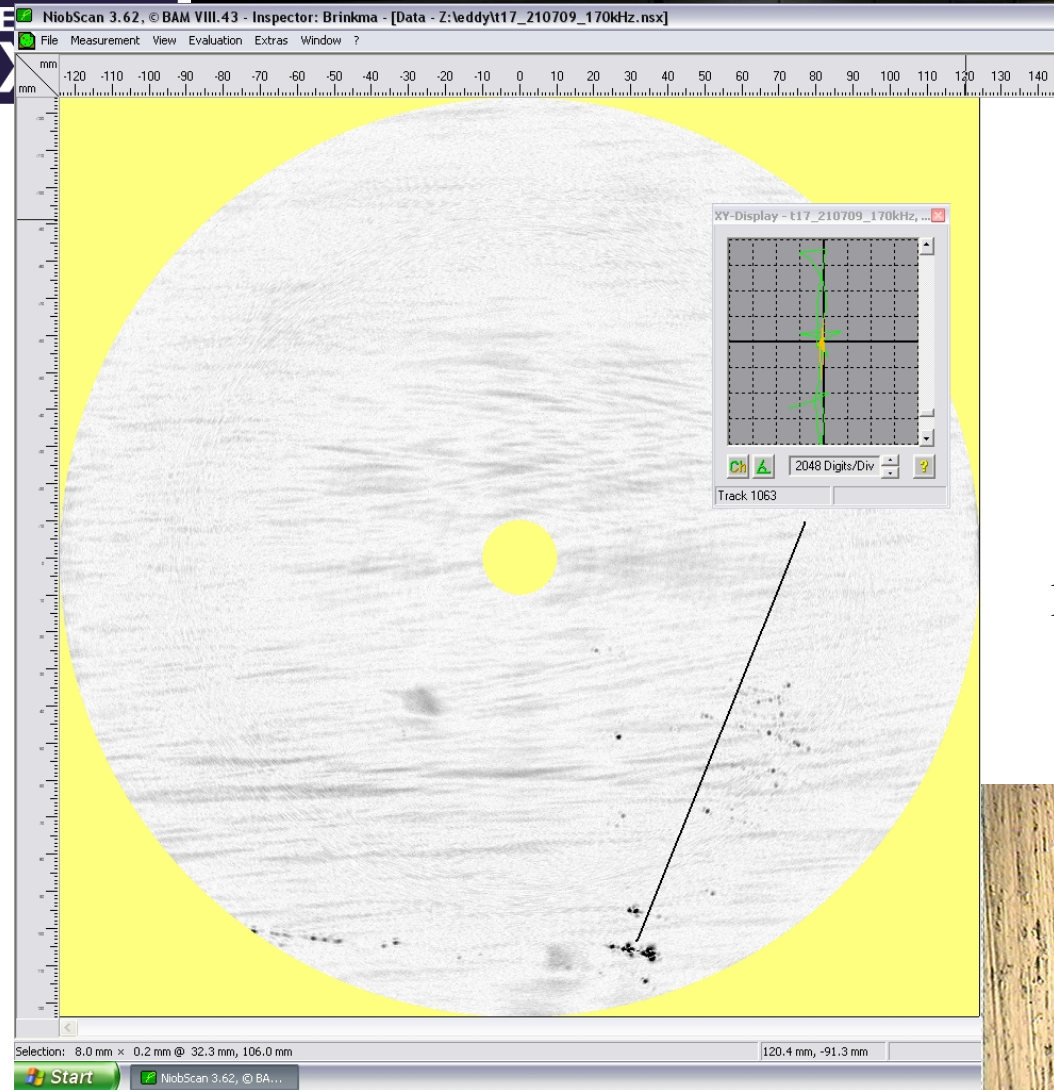 NiobScan 3.62, © BAM VIII.43 - Inspector: Brinkma - [Data - Z:\eddy\t17_210709_170kHz.nsx]
File Measurement View Evaluation Extras Window ?
mm
mm
-120 -110 -100 -90 -80 -70 -60 -50 -40 -30 -20 -10 0 10 20 30 40 50 60 70 80 90 100 110 120 130 140
XY-Display - t17_210709_170kHz, ...
Ch 2048 Digits/Div ?
Track 1063
Selection: 8.0 mm × 0.2 mm @ 32.3 mm, 106.0 mm 120.4 mm, -91.3 mm
Start NiobScan 3.62, © BA...